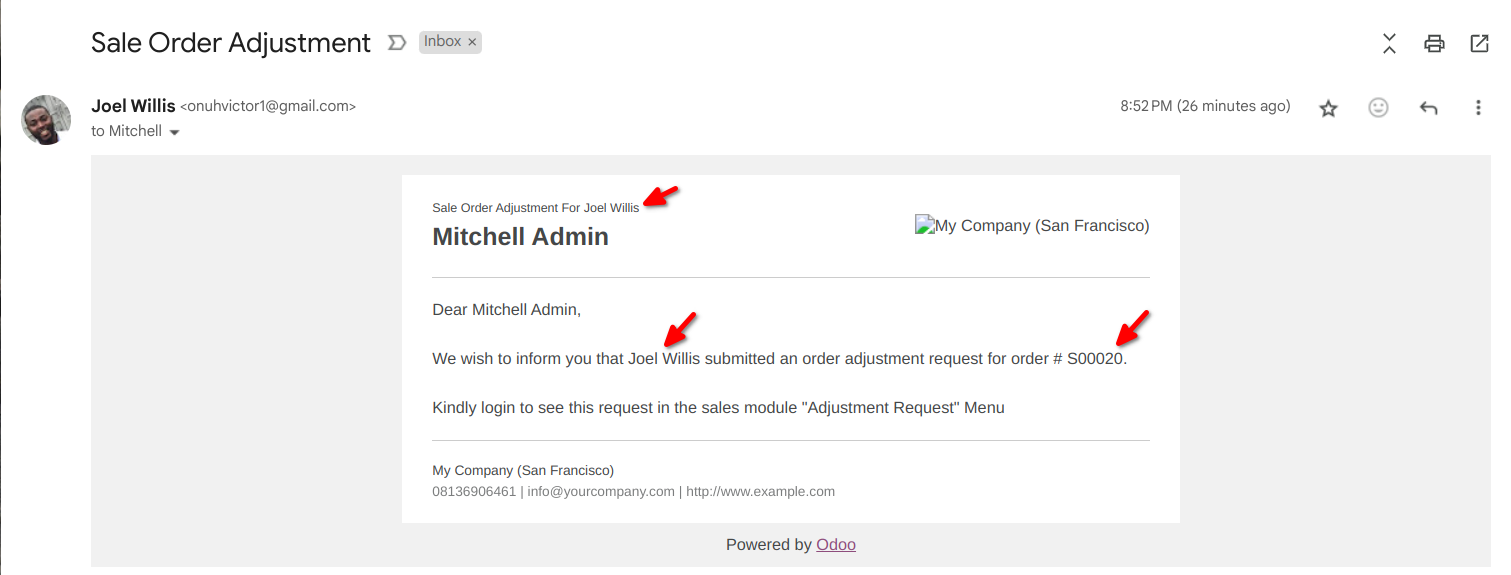 Sale Order Adjustment Inbox ×
Joel Willis <onuhvictor1@gmail.com> 8:52 PM (26 minutes ago)
to Mitchell
Sale Order Adjustment For Joel Willis
Mitchell Admin
My Company (San Francisco)
Dear Mitchell Admin,
We wish to inform you that Joel Willis submitted an order adjustment request for order # S00020.
Kindly login to see this request in the sales module "Adjustment Request" Menu
My Company (San Francisco)
08136906461 | info@yourcompany.com | http://www.example.com
Powered by Odoo